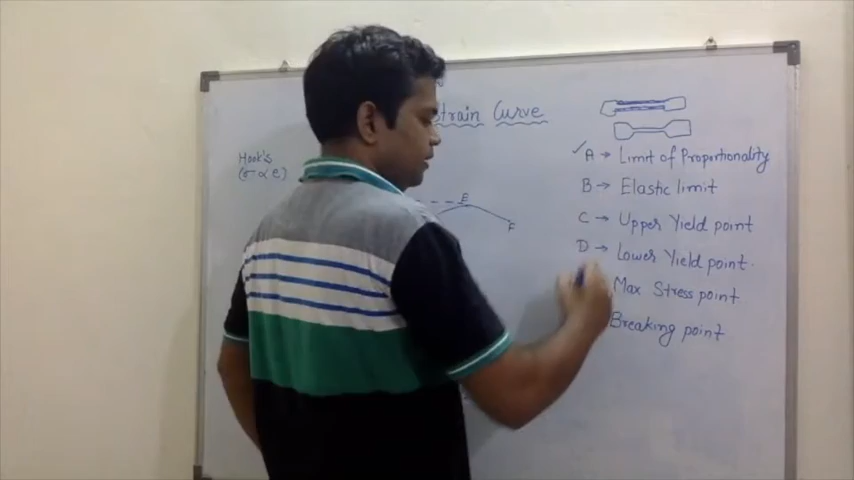 train Curve
Hook's
(σ α e)
A → Limit of Proportionality
B → Elastic limit
C → Upper Yield point
D → Lower Yield point.
Max Stress point
Breaking point
E
F